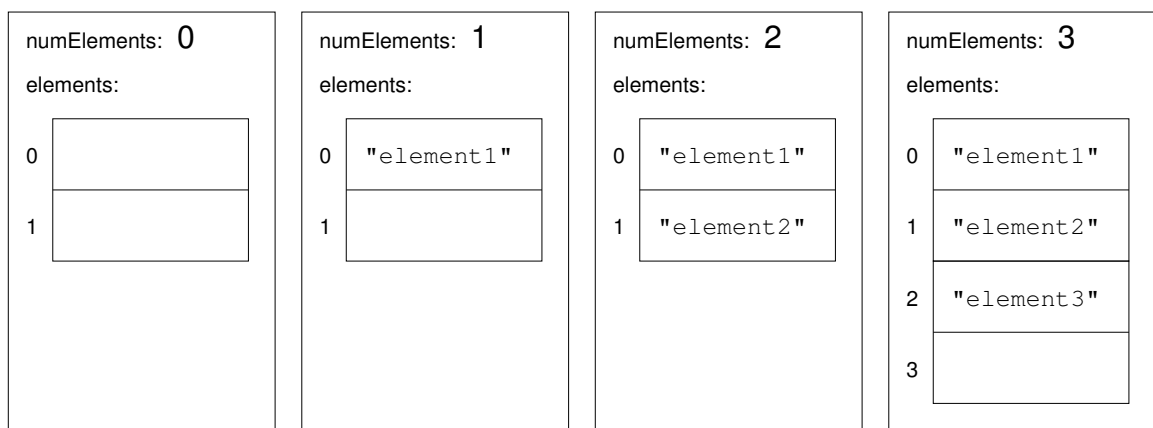 numElements: 0
elements:
0
1
numElements: 1
elements:
0 "element1"
1
numElements: 2
elements:
0 "element1"
1 "element2"
numElements: 3
elements:
0 "element1"
1 "element2"
2 "element3"
3